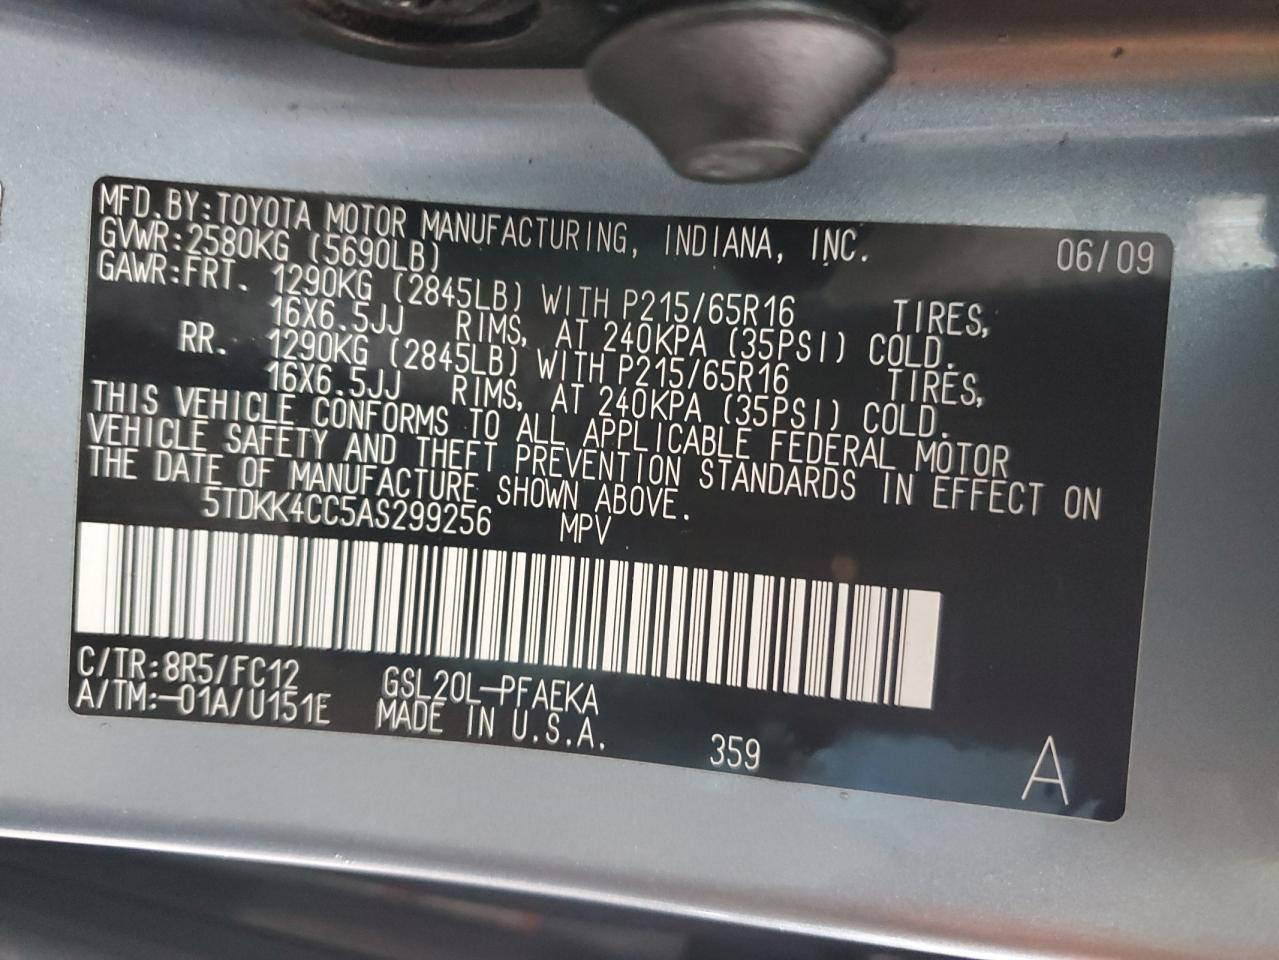 MFD.BY:TOYOTA MOTOR MANUFACTURING, INDIANA, INC. 06/09
GVWR:2580KG (5690LB)
GAWR:FRT. 1290KG (2845LB) WITH P215/65R16 TIRES,
16X6.5JJ RIMS, AT 240KPA (35PSI) COLD.
RR. 1290KG (2845LB) WITH P215/65R16 TIRES,
16X6.5JJ RIMS, AT 240KPA (35PSI) COLD.
THIS VEHICLE CONFORMS TO ALL APPLICABLE FEDERAL MOTOR
VEHICLE SAFETY AND THEFT PREVENTION STANDARDS IN EFFECT ON
THE DATE OF MANUFACTURE SHOWN ABOVE.
5TDKK4CC5AS299256 MPV
C/TR:8R5/FC12 GSL20L-PFAEKA
A/TM:-01A/U151E MADE IN U.S.A.
359 A